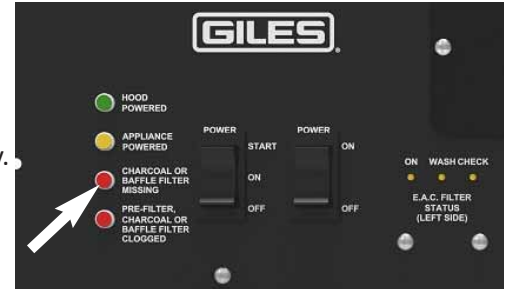 GILES
HOOD
POWERED
APPLIANCE
POWERED
CHARCOAL OR
BAFFLE FILTER
MISSING
PRE-FILTER,
CHARCOAL OR
BAFFLE FILTER
CLOGGED
POWER
START
ON
OFF
POWER
ON
OFF
ON WASH CHECK
E.A.C. FILTER
STATUS
(LEFT SIDE)
y.